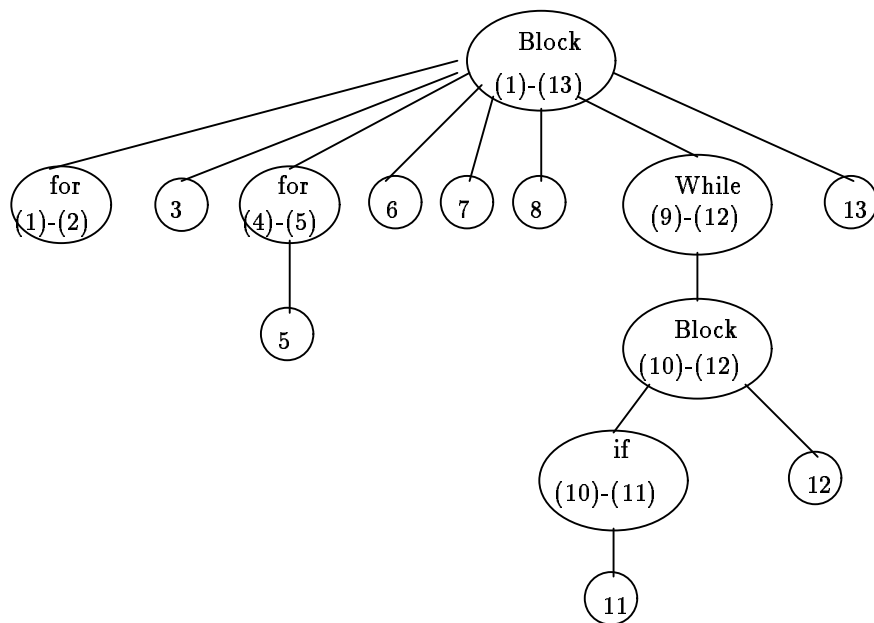 Block
(1)-(13)
for
(1)-(2)
3
for
(4)-(5)
6
7
8
While
(9)-(12)
13
5
Block
(10)-(12)
if
(10)-(11)
12
11